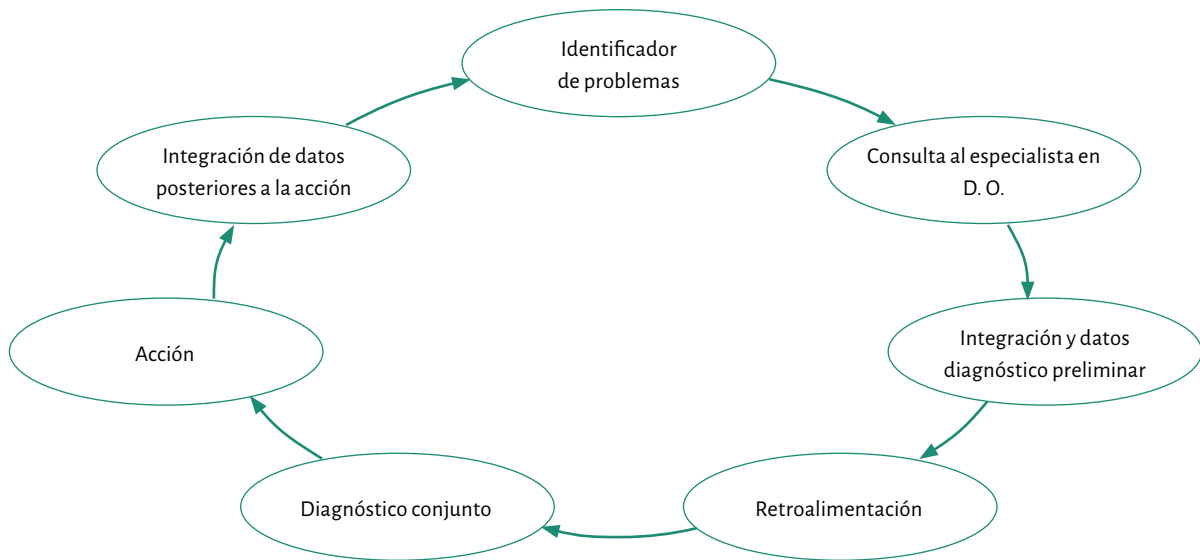 Identificador
de problemas
Consulta al especialista en
D. O.
Integración y datos
diagnóstico preliminar
Retroalimentación
Diagnóstico conjunto
Acción
Integración de datos
posteriores a la acción